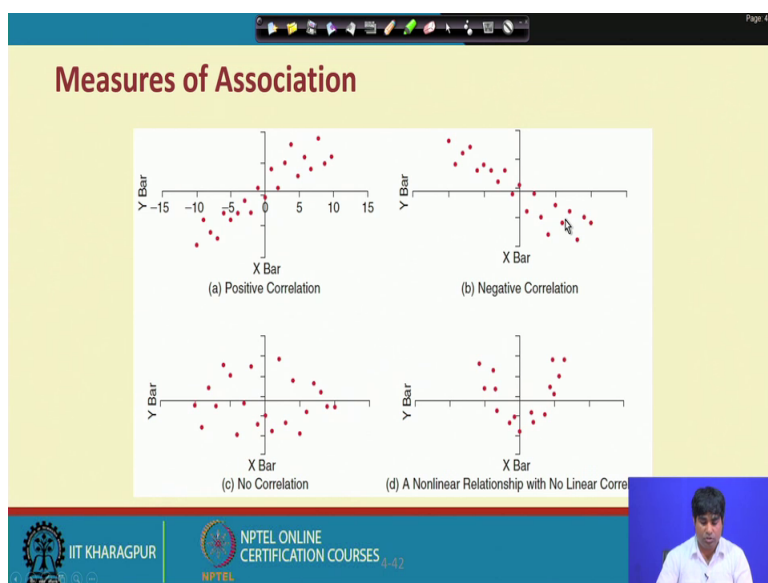 Page: 4
Measures of Association
Y Bar
-15 -10 -5 0 5 10 15
X Bar
(a) Positive Correlation
Y Bar
X Bar
(b) Negative Correlation
Y Bar
X Bar
(c) No Correlation
Y Bar
X Bar
(d) A Nonlinear Relationship with No Linear Corre
IIT KHARAGPUR
NPTEL
NPTEL ONLINE
CERTIFICATION COURSES
4-42